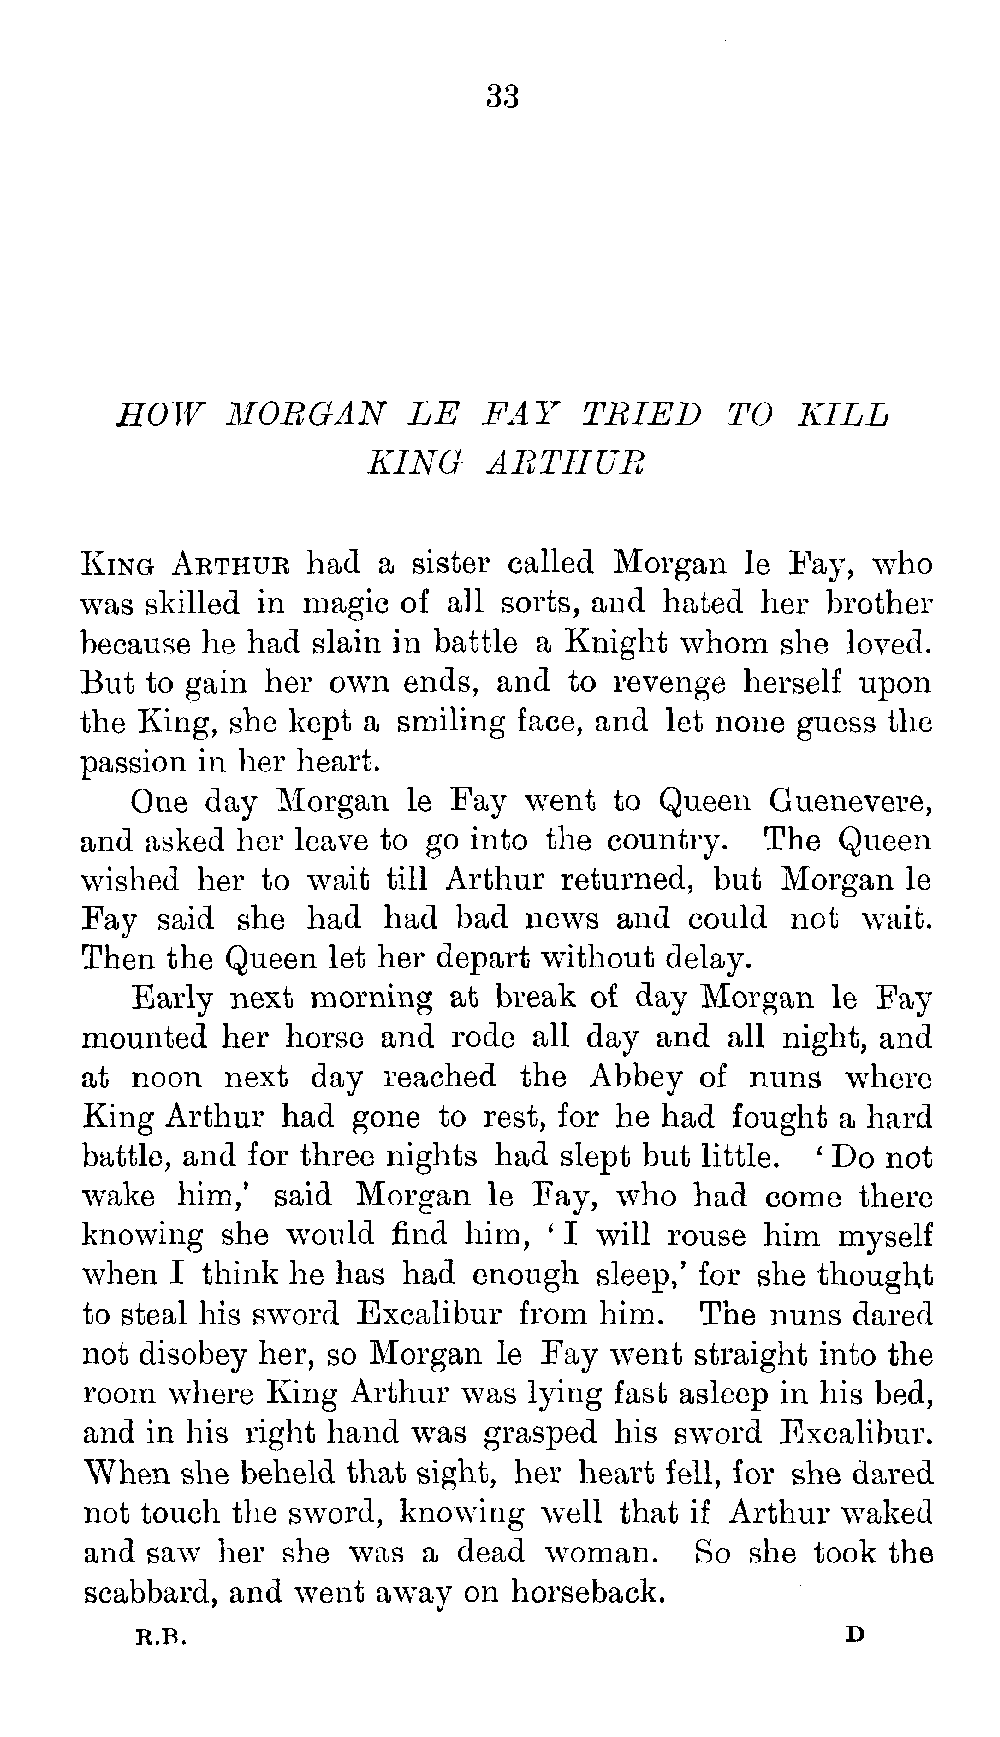 33
HOW MORGAN LE FAY TRIED TO KILL
KING ARTHUR
KING ARTHUR had a sister called Morgan le Fay, who
was skilled in magic of all sorts, and hated her brother
because he had slain in battle a Knight whom she loved.
But to gain her own ends, and to revenge herself upon
the King, she kept a smiling face, and let none guess the
passion in her heart.
One day Morgan le Fay went to Queen Guenevere,
and asked her leave to go into the country. The Queen
wished her to wait till Arthur returned, but Morgan le
Fay said she had had bad news and could not wait.
Then the Queen let her depart without delay.
Early next morning at break of day Morgan le Fay
mounted her horse and rode all day and all night, and
at noon next day reached the Abbey of nuns where
King Arthur had gone to rest, for he had fought a hard
battle, and for three nights had slept but little. ‘Do not
wake him,’ said Morgan le Fay, who had come there
knowing she would find him, ‘I will rouse him myself
when I think he has had enough sleep,’ for she thought
to steal his sword Excalibur from him. The nuns dared
not disobey her, so Morgan le Fay went straight into the
room where King Arthur was lying fast asleep in his bed,
and in his right hand was grasped his sword Excalibur.
When she beheld that sight, her heart fell, for she dared
not touch the sword, knowing well that if Arthur waked
and saw her she was a dead woman. So she took the
scabbard, and went away on horseback.
R.B. D